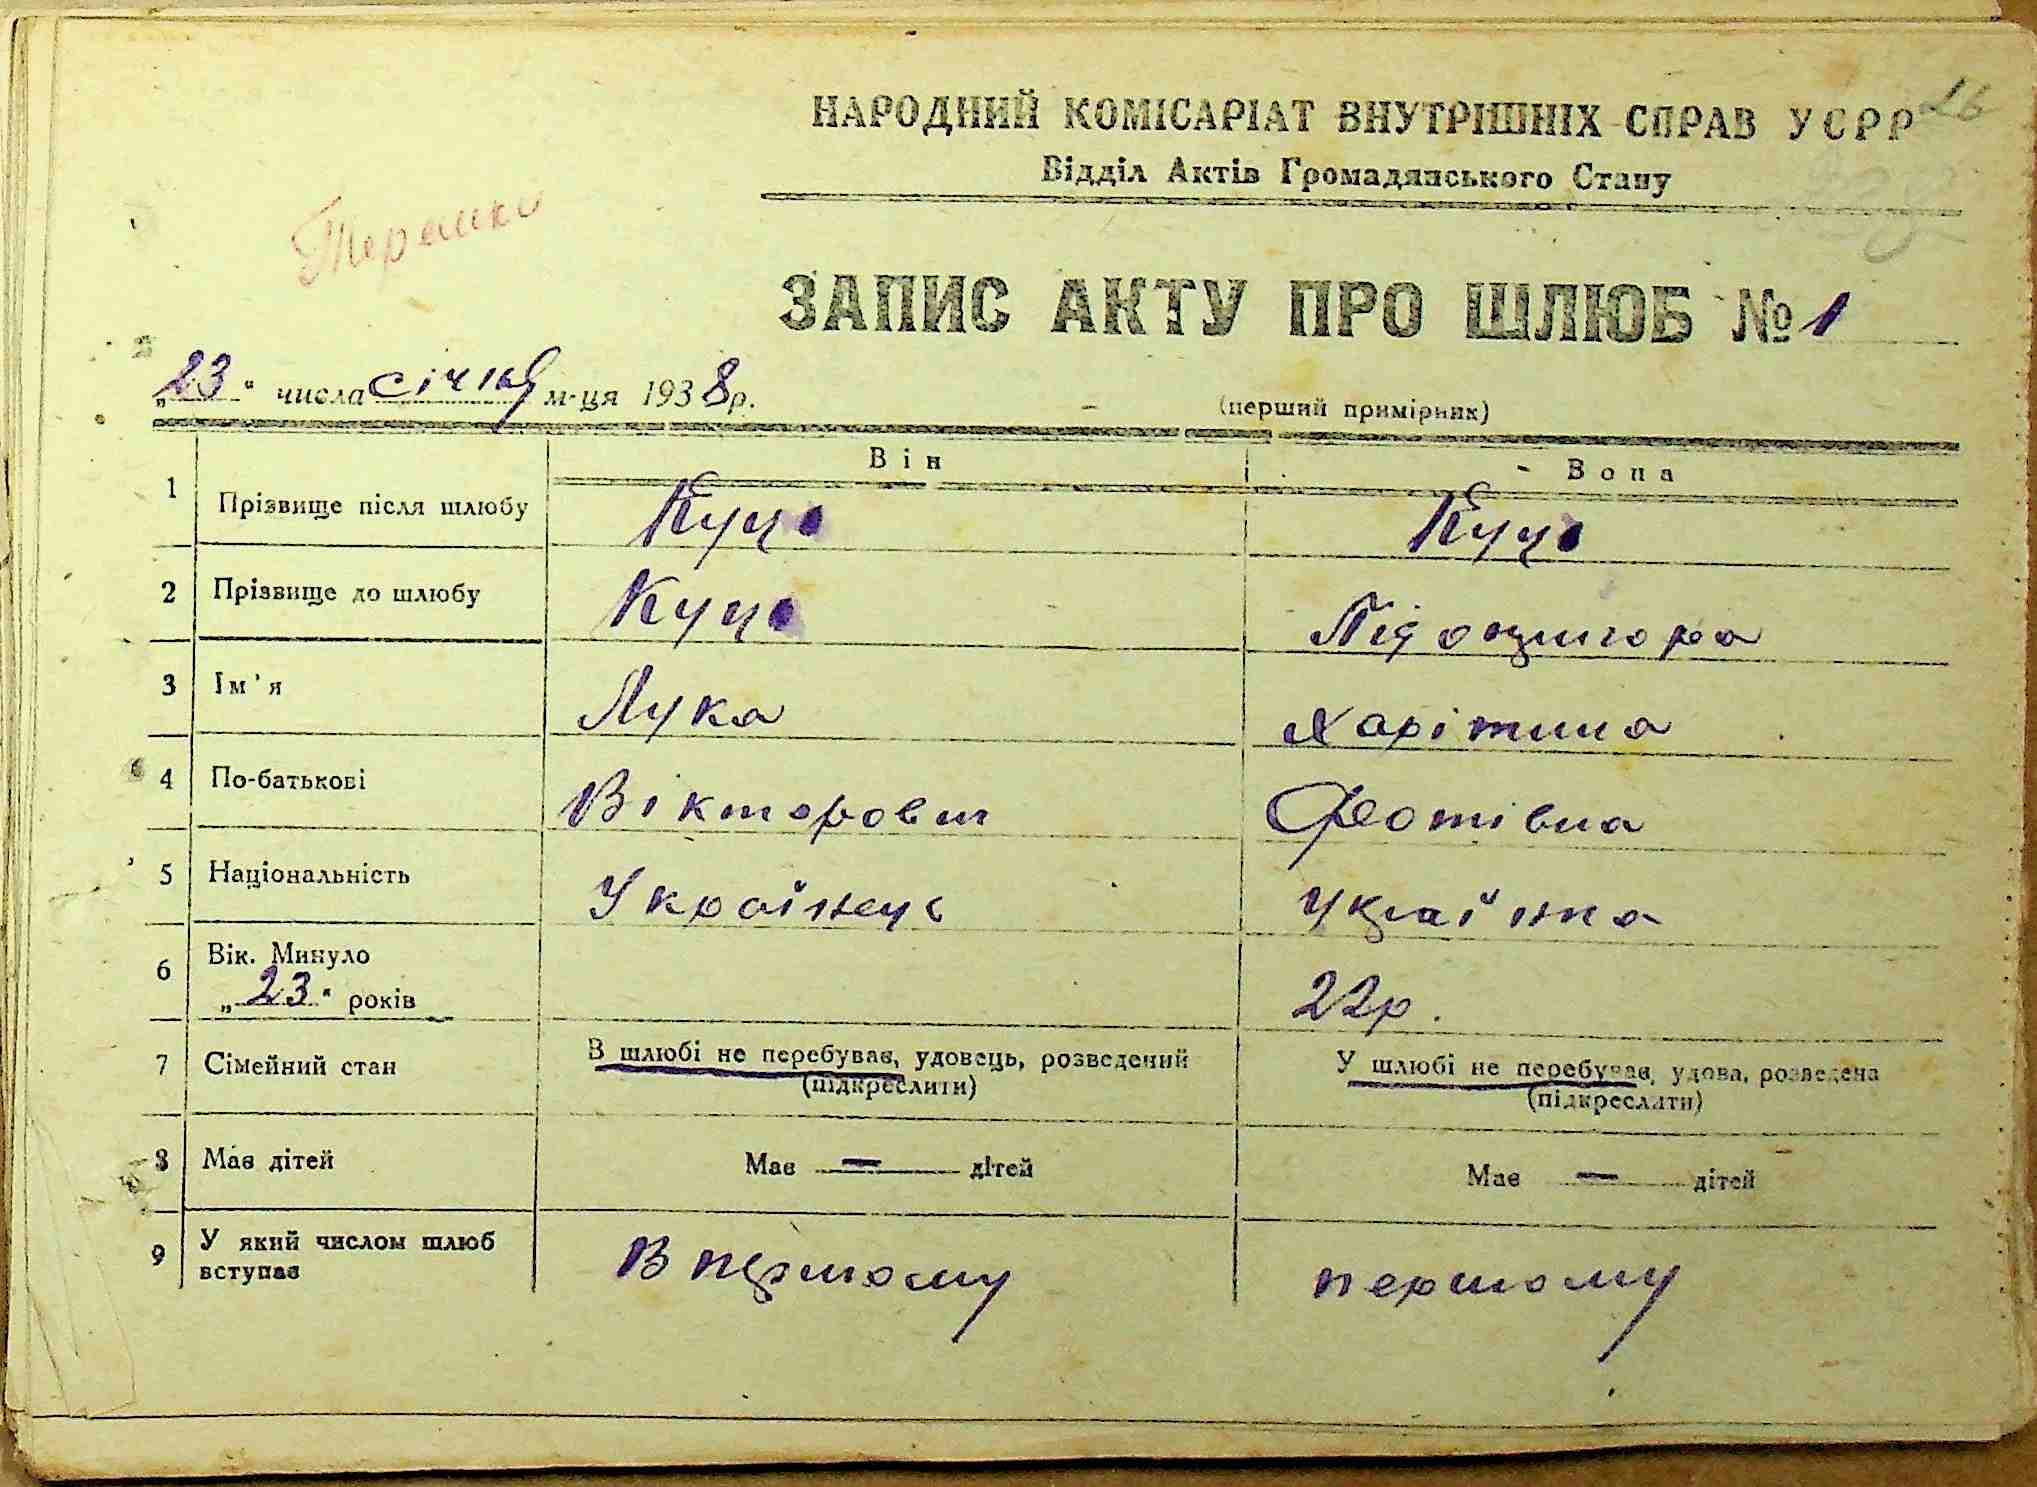 26
НАРОДНИЙ КОМІСАРІАТ ВНУТРІШНІХ СПРАВ УСРР
Відділ Актів Громадянського Стану
Терешки
ЗАПИС АКТУ ПРО ШЛЮБ № 1
„23“ числа січня м-ця 1938р.
(перший примірник)
Він Вона
1 Прізвище після шлюбу Куц Куц
2 Прізвище до шлюбу Куц
3 Ім'я Лука Харітина
4 По-батькові Вікторович Фотівна
5 Національність Українець Українка
6 Вік. Минуло
„23“ років 22р.
7 Сімейний стан В шлюбі не перебував, удовець, розведений У шлюбі не перебував, удова, розведена
(підкреслити) (підкреслити)
8 Має дітей Має — дітей Має — дітей
9 У який числом шлюб
вступає В першому першому